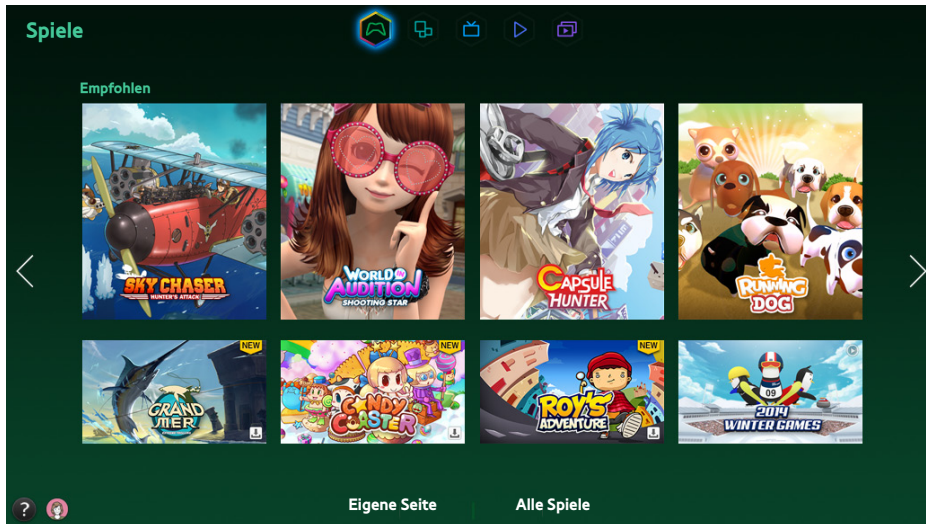 Spiele
Empfohlen
SKY CHASER
HUNTER'S ATTACK!
WORLD IN
AUDITION
SHOOTING STAR
CAPSULE
HUNTER
RUNNING
DOG
NEW
GRAND
MER
NEW
CANDY
COASTER
NEW
ROY'S
ADVENTURE
09
2014
WINTER GAMES
?
Eigene Seite
Alle Spiele